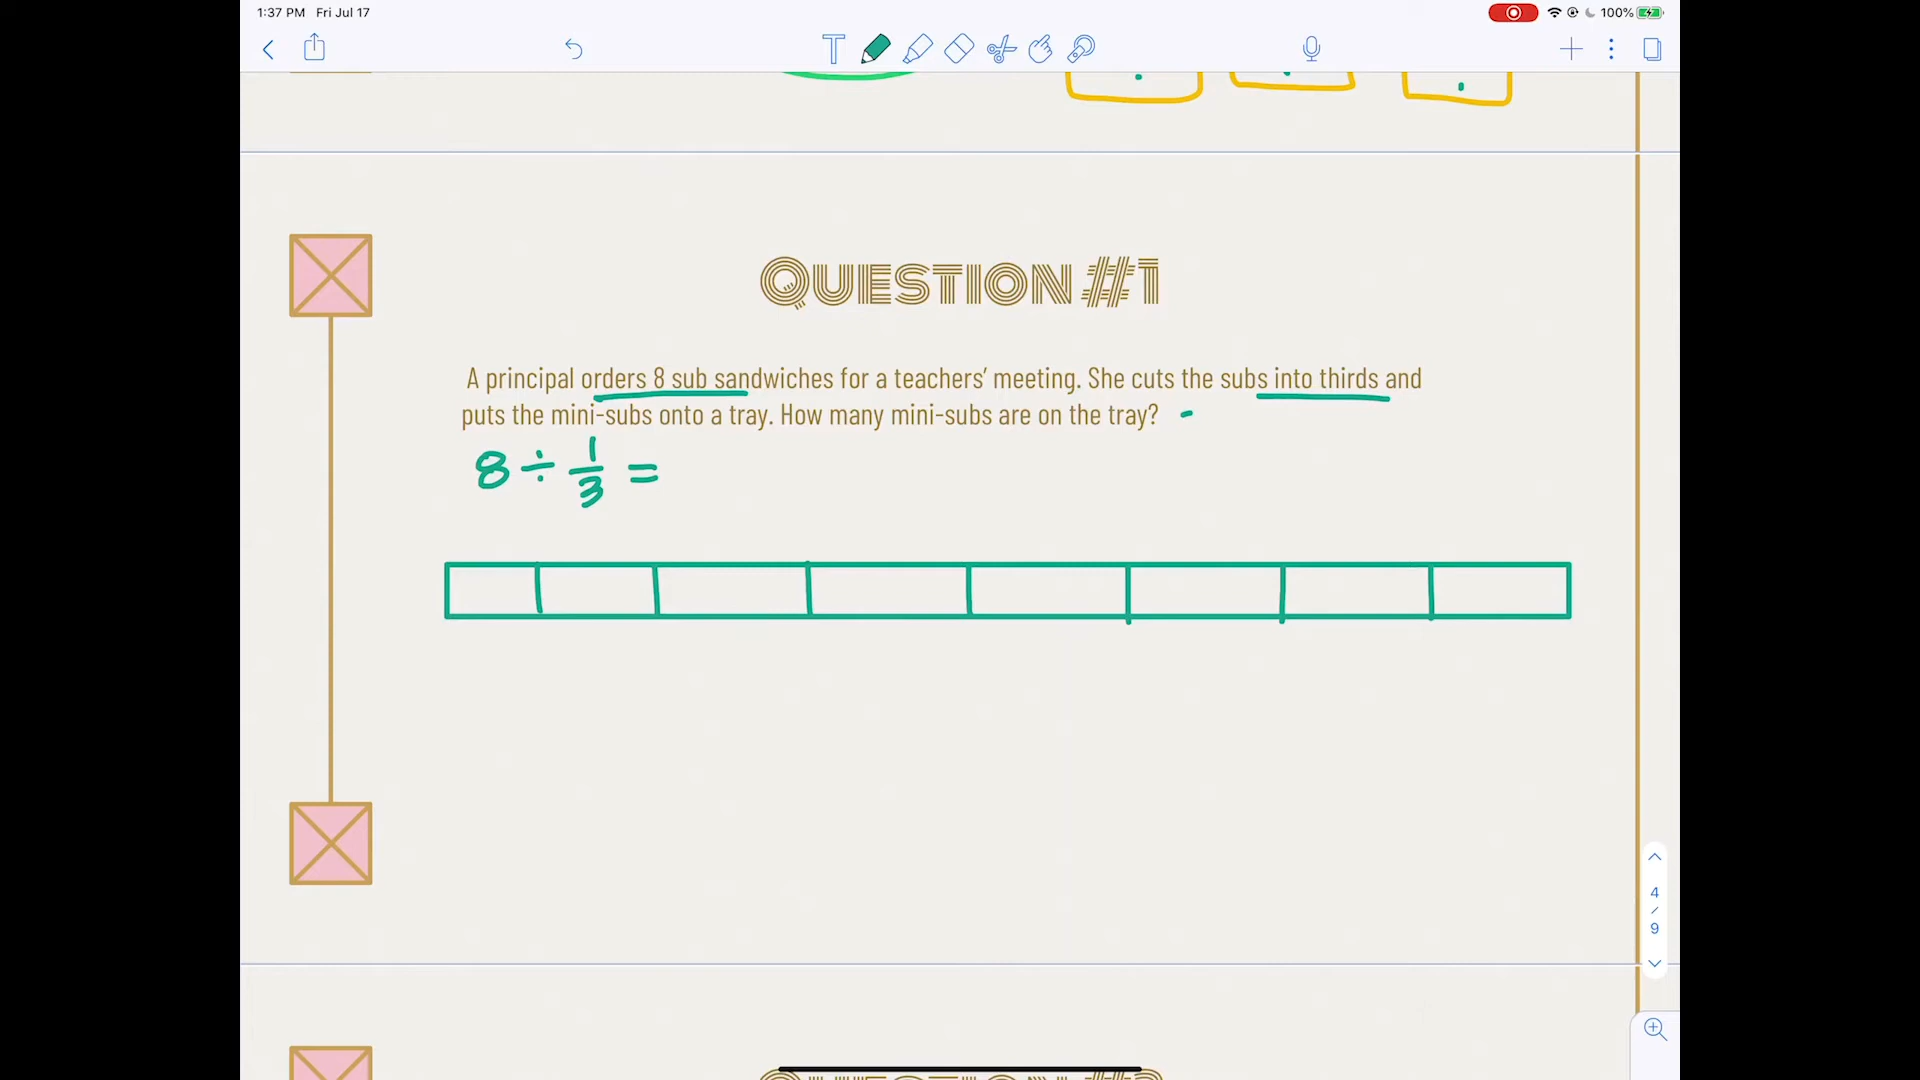 1:37 PM Fri Jul 17
100%
T
QUESTION #1
A principal orders 8 sub sandwiches for a teachers' meeting. She cuts the subs into thirds and
puts the mini-subs onto a tray. How many mini-subs are on the tray?
8 ÷ 1/3 =
4
/
9